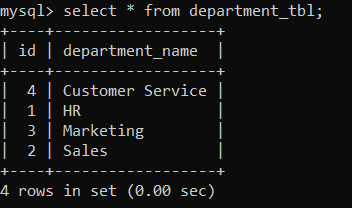 mysql> select * from department_tbl;
+----+------------------+
| id | department_name  |
+----+------------------+
|  4 | Customer Service |
|  1 | HR               |
|  3 | Marketing        |
|  2 | Sales            |
+----+------------------+
4 rows in set (0.00 sec)